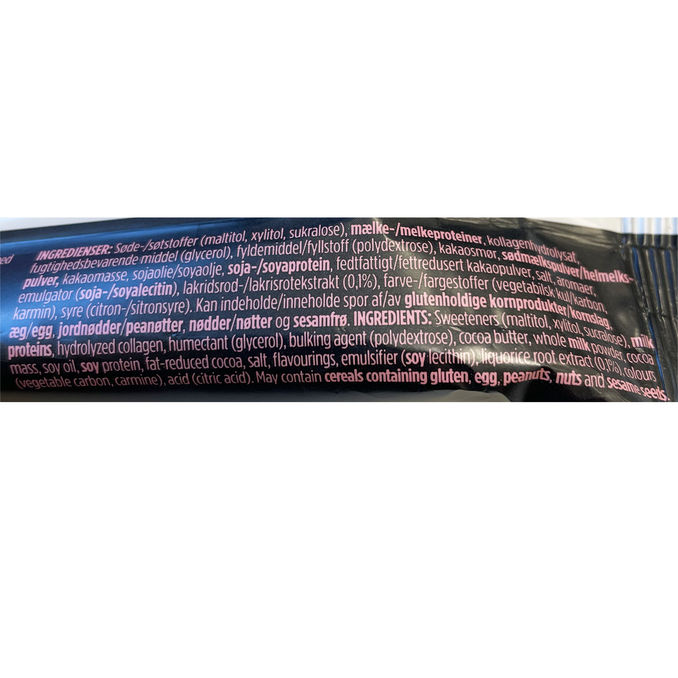 INGREDIENSER: Søde-/søtstoffer (maltitol, xylitol, sukralose), mælke-/melkeproteiner, kollagenhydrolysat,
fugtighedsbevarende middel (glycerol), fyldemiddel/fyllstoff (polydextrose), kakaosmør, sødmælkspulver/helmelks-
pulver, kakaomasse, sojaolie/soyaolje, soja-/soyaprotein, fedtfattigt/fettredusert kakaopulver, salt, aromaer,
emulgator (soja-/soyalecitin), lakridsrod-/lakrisrotekstrakt (0,1%), farve-/fargestoffer (vegetabilsk kul/karbon,
karmin), syre (citron-/sitronsyre). Kan indeholde/inneholde spor af/av glutenholdige kornprodukter/kornslag,
æg/egg, jordnødder/peanøtter, nødder/nøtter og sesamfrø. INGREDIENTS: Sweeteners (maltitol, xylitol, sucralose), milk
proteins, hydrolyzed collagen, humectant (glycerol), bulking agent (polydextrose), cocoa butter, whole milk powder, cocoa
mass, soy oil, soy protein, fat-reduced cocoa, salt, flavourings, emulsifier (soy lecithin), liquorice root extract (0,1%), colours
(vegetable carbon, carmine), acid (citric acid). May contain cereals containing gluten, egg, peanuts, nuts and sesame seeds.